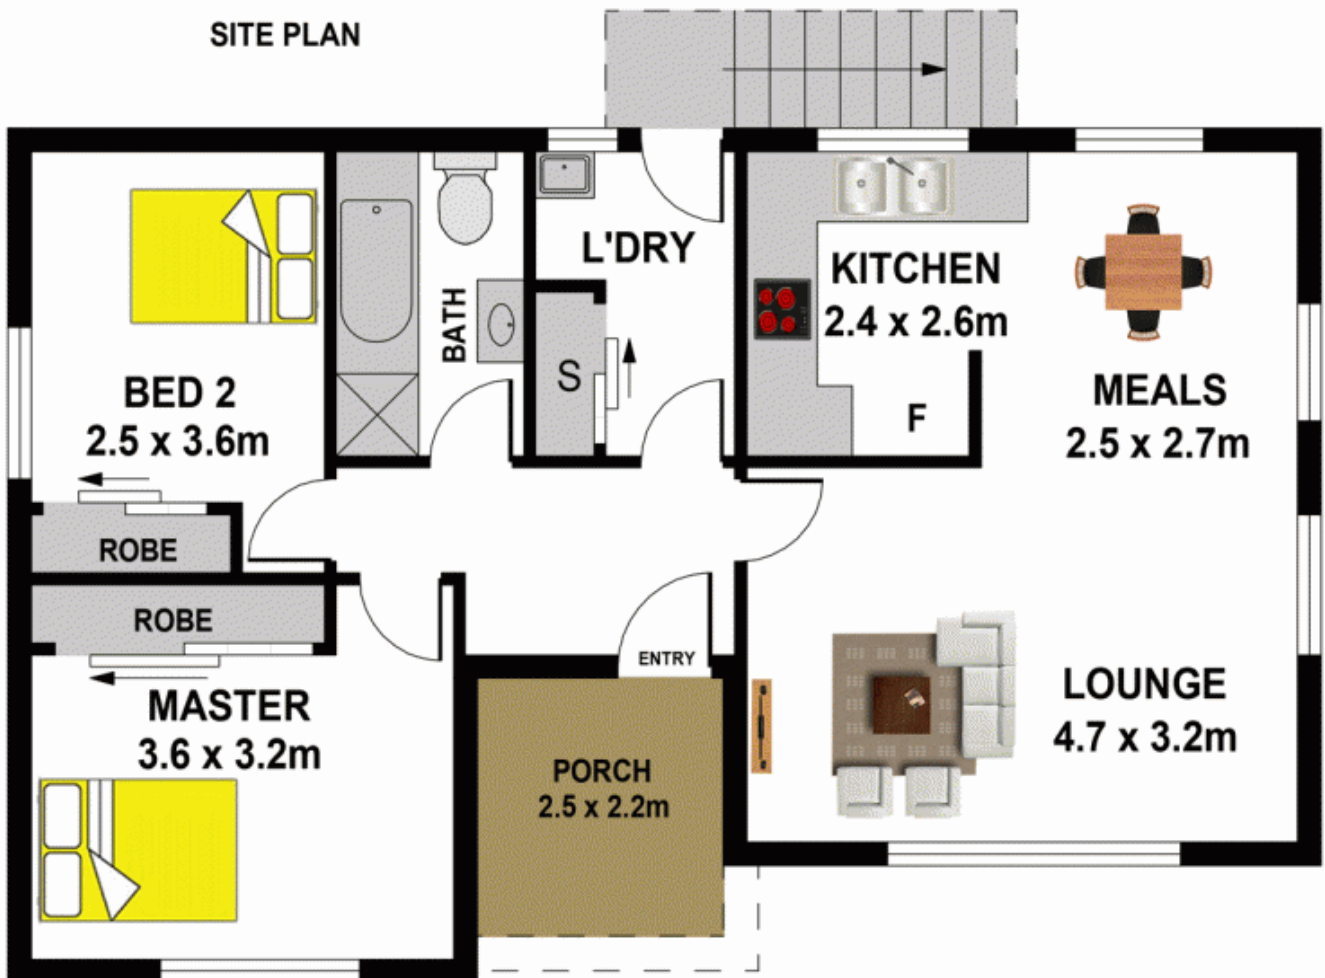 SITE PLAN
L'DRY
KITCHEN
2.4 x 2.6m
BATH
S
BED 2
2.5 x 3.6m
F
MEALS
2.5 x 2.7m
ROBE
ROBE
ENTRY
MASTER
3.6 x 3.2m
LOUNGE
4.7 x 3.2m
PORCH
2.5 x 2.2m